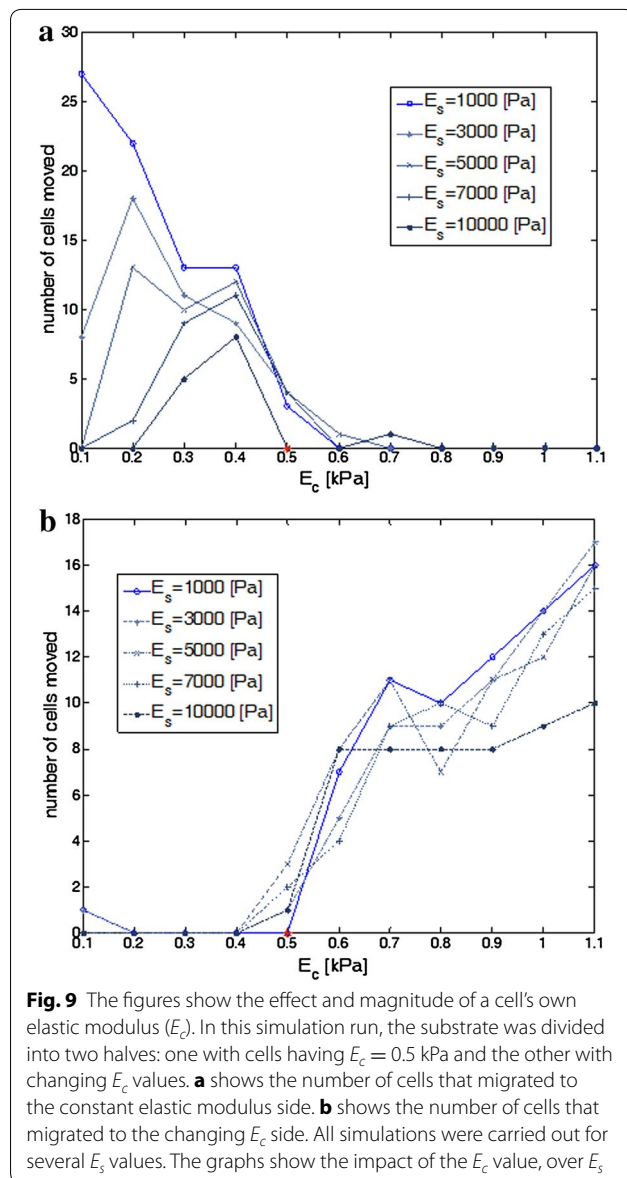 a
30
25
20
15
10
5
0
number of cells moved
E_s=1000 [Pa]
E_s=3000 [Pa]
E_s=5000 [Pa]
E_s=7000 [Pa]
E_s=10000 [Pa]
0.1 0.2 0.3 0.4 0.5 0.6 0.7 0.8 0.9 1 1.1
E_c [kPa]
b
18
16
14
12
10
8
6
4
2
0
number of cells moved
E_s=1000 [Pa]
E_s=3000 [Pa]
E_s=5000 [Pa]
E_s=7000 [Pa]
E_s=10000 [Pa]
0.1 0.2 0.3 0.4 0.5 0.6 0.7 0.8 0.9 1 1.1
E_c [kPa]
Fig. 9 The figures show the effect and magnitude of a cell's own
elastic modulus (E_c). In this simulation run, the substrate was divided
into two halves: one with cells having E_c = 0.5 kPa and the other with
changing E_c values. a shows the number of cells that migrated to
the constant elastic modulus side. b shows the number of cells that
migrated to the changing E_c side. All simulations were carried out for
several E_s values. The graphs show the impact of the E_c value, over E_s